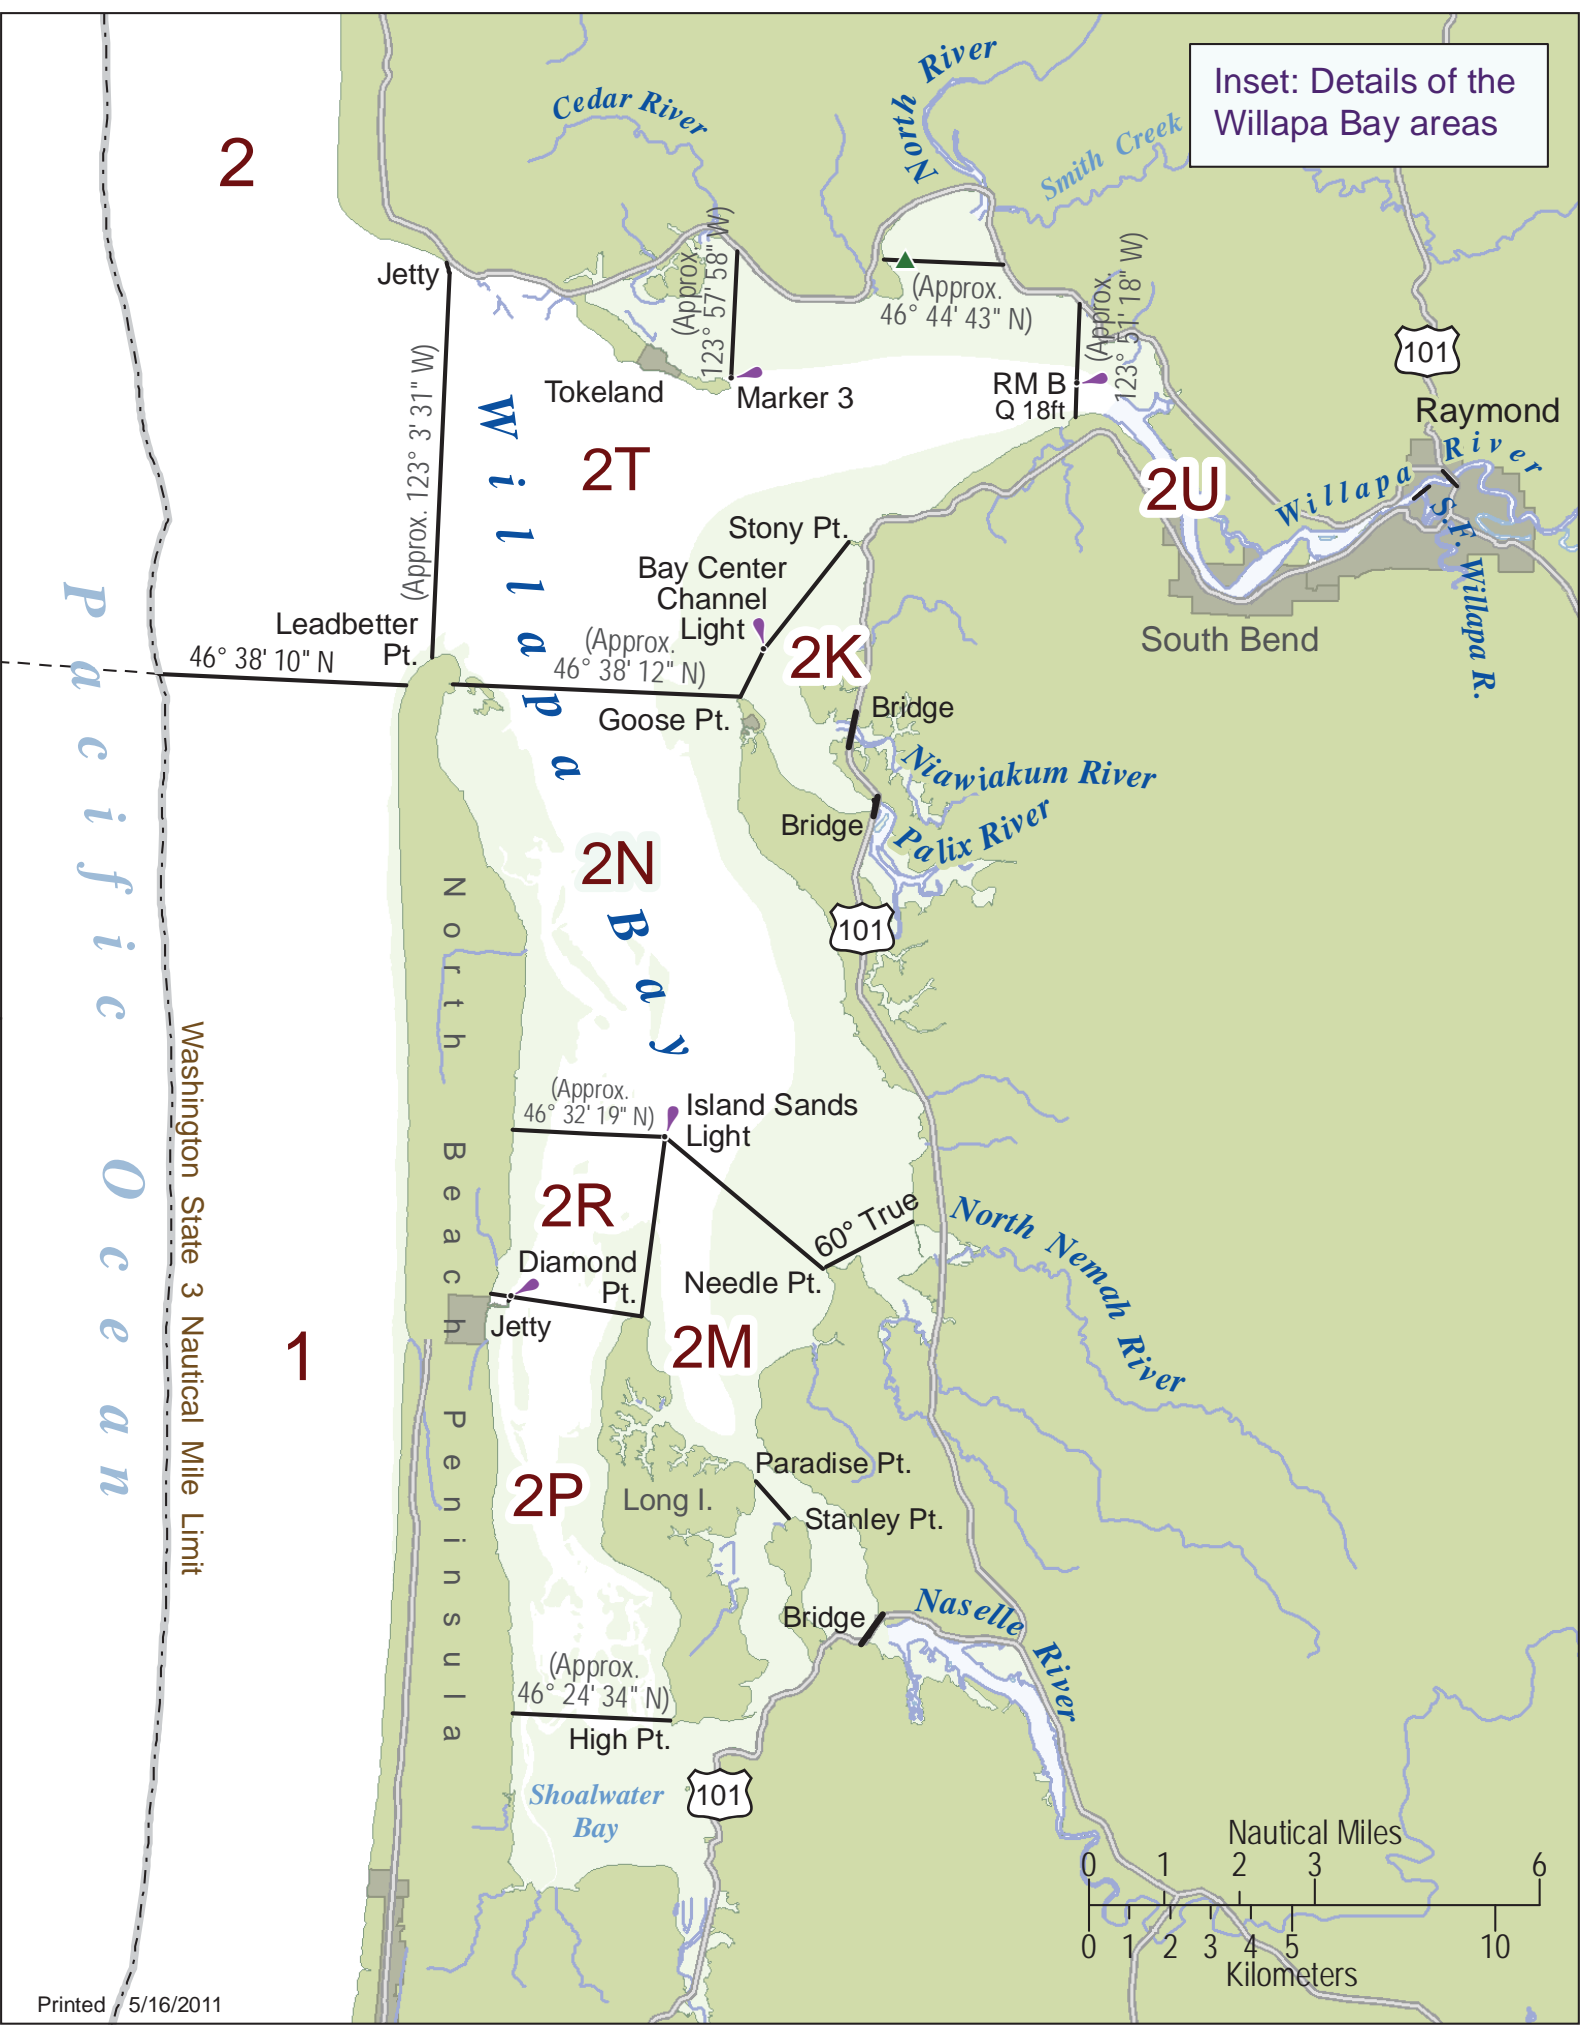 Inset: Details of the
Willapa Bay areas
North River
Cedar River
Smith Creek
2
Jetty
(Approx.
123° 57' 58" W)
(Approx.
46° 44' 43" N)
(Approx.
123° 51' 18" W)
101
Tokeland
Marker 3
RM B
Q 18ft
Raymond
(Approx. 123° 3' 31" W)
Willapa Bay
2T
2U
Willapa River
S.F. Willapa R.
Stony Pt.
Bay Center
Channel
Light
South Bend
Leadbetter
Pt.
46° 38' 10" N
(Approx.
46° 38' 12" N)
2K
Goose Pt.
Bridge
Niawiakum River
Bridge
Palix River
Pacific Ocean
2N
101
North Beach Peninsula
Washington State 3 Nautical Mile Limit
(Approx.
46° 32' 19" N)
Island Sands
Light
2R
60° True
North Nemah River
Diamond
Pt.
Needle Pt.
Jetty
1
2M
Paradise Pt.
2P
Long I.
Stanley Pt.
Bridge
Naselle River
(Approx.
46° 24' 34" N)
High Pt.
Shoalwater
Bay
101
Nautical Miles
0 1 2 3 6
0 1 2 3 4 5 10
Kilometers
Printed 5/16/2011